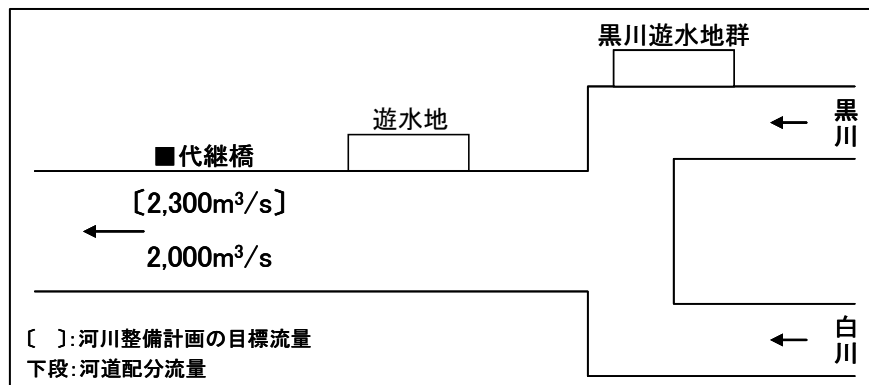 黒川遊水地群
黒川
遊水地
■代継橋
〔2,300m³/s〕
2,000m³/s
白川
〔　〕:河川整備計画の目標流量
下段:河道配分流量